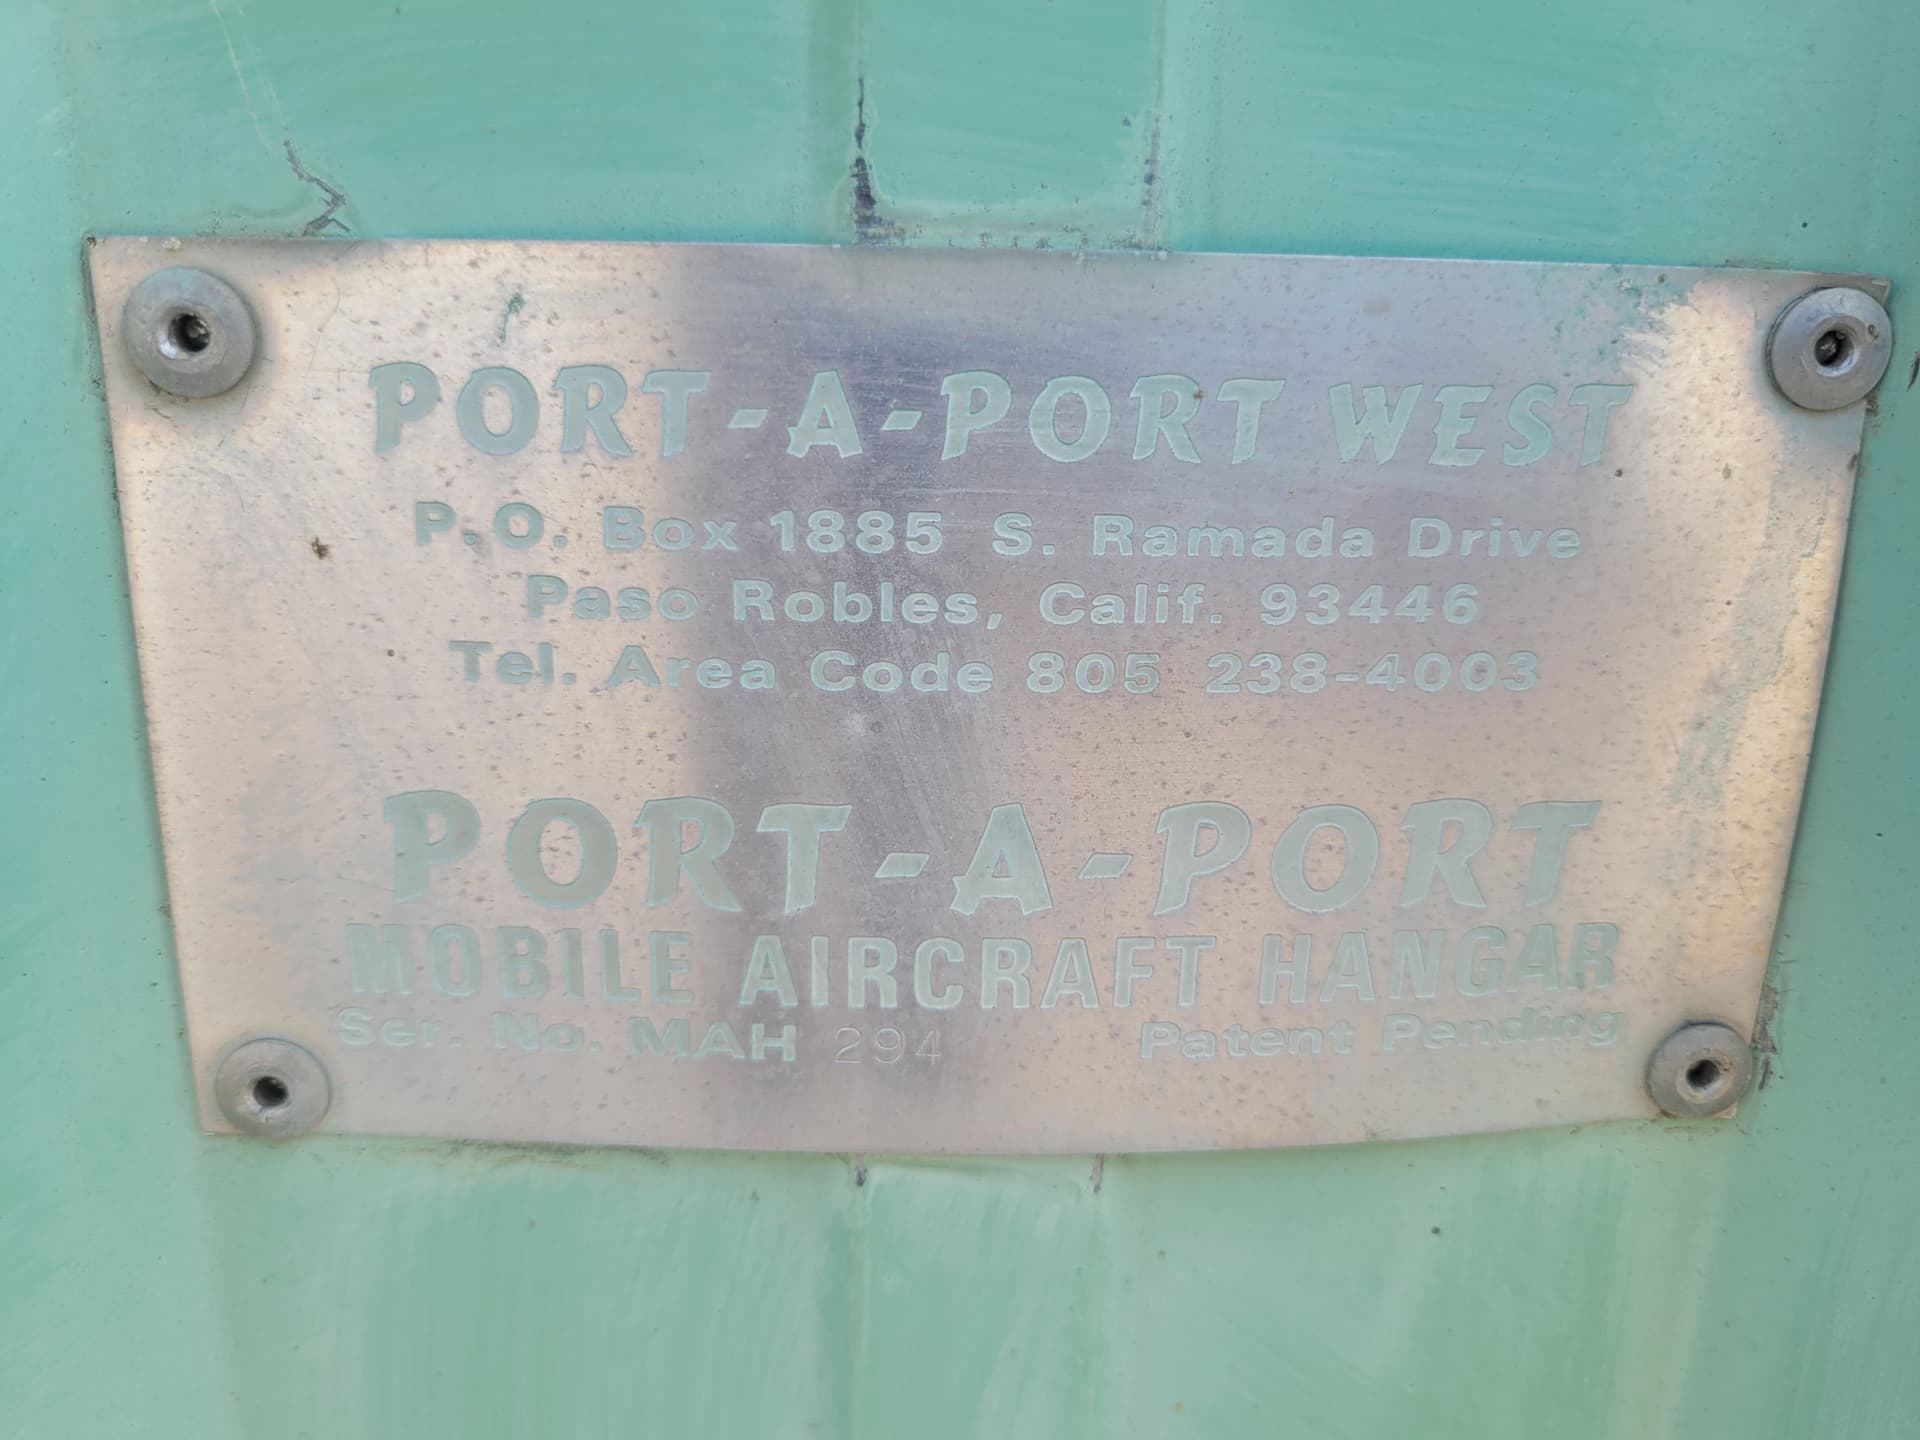 PORT-A-PORT WEST
P.O. Box 1885 S. Ramada Drive
Paso Robles, Calif. 93446
Tel. Area Code 805 238-4003
PORT-A-PORT
MOBILE AIRCRAFT HANGAR
Ser. No. MAH 294 Patent Pending